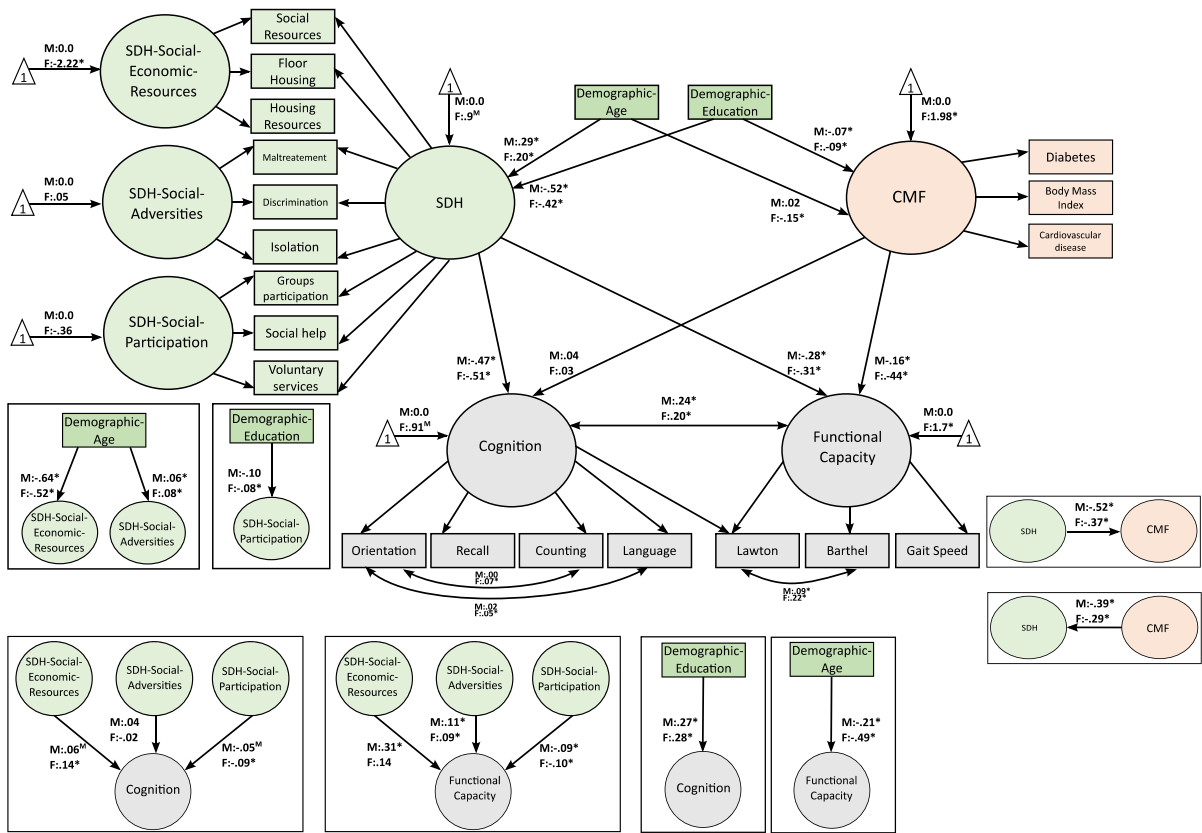 M:0.0
F:-2.22*
1
SDH-Social-
Economic-
Resources
Social
Resources
Floor
Housing
Housing
Resources
M:0.0
F:.05
1
SDH-Social-
Adversities
Maltreatement
Discrimination
Isolation
M:0.0
F:-.36
1
SDH-Social-
Participation
Groups
participation
Social help
Voluntary
services
1
M:0.0
F:.9ᴹ
SDH
Demographic-
Age
Demographic-
Education
M:.29*
F:.20*
M:-.52*
F:-.42*
M:-.07*
F:-09*
M:.02
F:-.15*
1
M:0.0
F:1.98*
CMF
Diabetes
Body Mass
Index
Cardiovascular
disease
M:-.47*
F:-.51*
M:.04
F:.03
M:-.28*
F:-.31*
M:-.16*
F:.-44*
M:0.0
F:.91ᴹ
1
Cognition
M:.24*
F:.20*
Functional
Capacity
M:0.0
F:1.7*
1
Orientation
Recall
Counting
Language
Lawton
Barthel
Gait Speed
M:.00
F:.07*
M:.02
F:.05*
M:.09*
F:.22*
Demographic-
Age
M:-.64*
F:-.52*
M:.06*
F:.08*
SDH-Social-
Economic-
Resources
SDH-Social-
Adversities
Demographic-
Education
M:-.10
F:-.08*
SDH-Social-
Participation
SDH
M:-.52*
F:-.37*
CMF
SDH
M:-.39*
F:-.29*
CMF
SDH-Social-
Economic-
Resources
SDH-Social-
Adversities
SDH-Social-
Participation
M:.06ᴹ
F:.14*
M:.04
F:-.02
M:-.05ᴹ
F:-.09*
Cognition
SDH-Social-
Economic-
Resources
SDH-Social-
Adversities
SDH-Social-
Participation
M:.31*
F:.14
M:.11*
F:.09*
M:-.09*
F:-.10*
Functional
Capacity
Demographic-
Education
M:.27*
F:.28*
Cognition
Demographic-
Age
M:-.21*
F:-.49*
Functional
Capacity